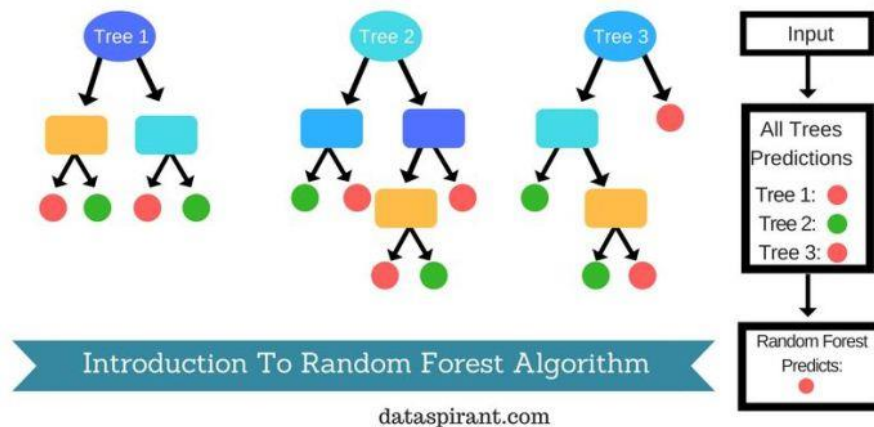 Tree 1
Tree 2
Tree 3
Input
All Trees
Predictions
Tree 1:
Tree 2:
Tree 3:
Random Forest
Predicts:
Introduction To Random Forest Algorithm
dataspirant.com